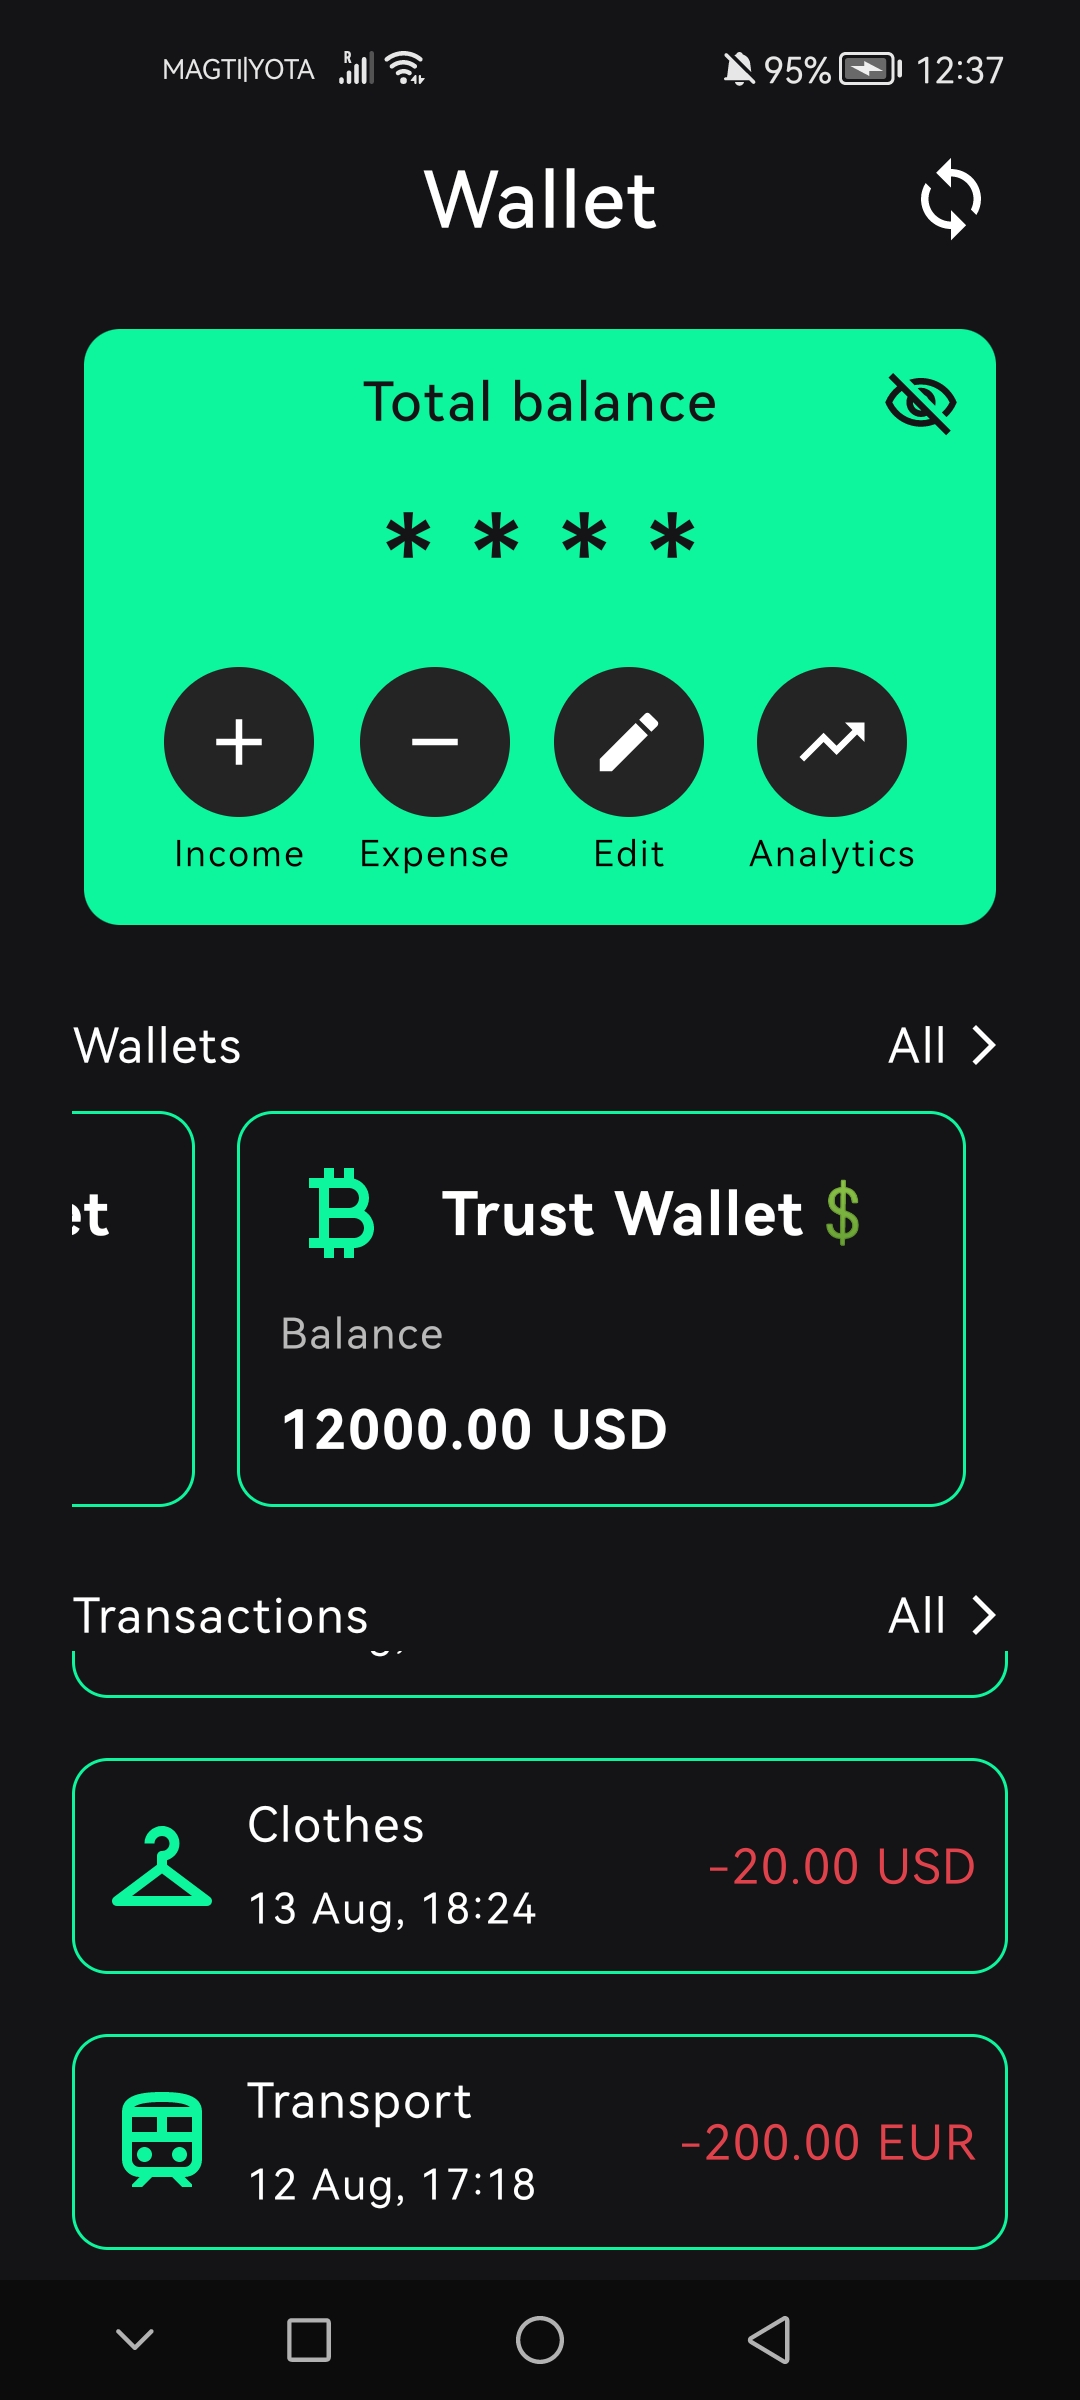 MAGTI|YOTA R 95% 12:37
Wallet
Total balance
* * * *
Income Expense Edit Analytics
Wallets All
et
Trust Wallet $
Balance
12000.00 USD
Transactions All
Clothes
-20.00 USD
13 Aug, 18:24
Transport
-200.00 EUR
12 Aug, 17:18